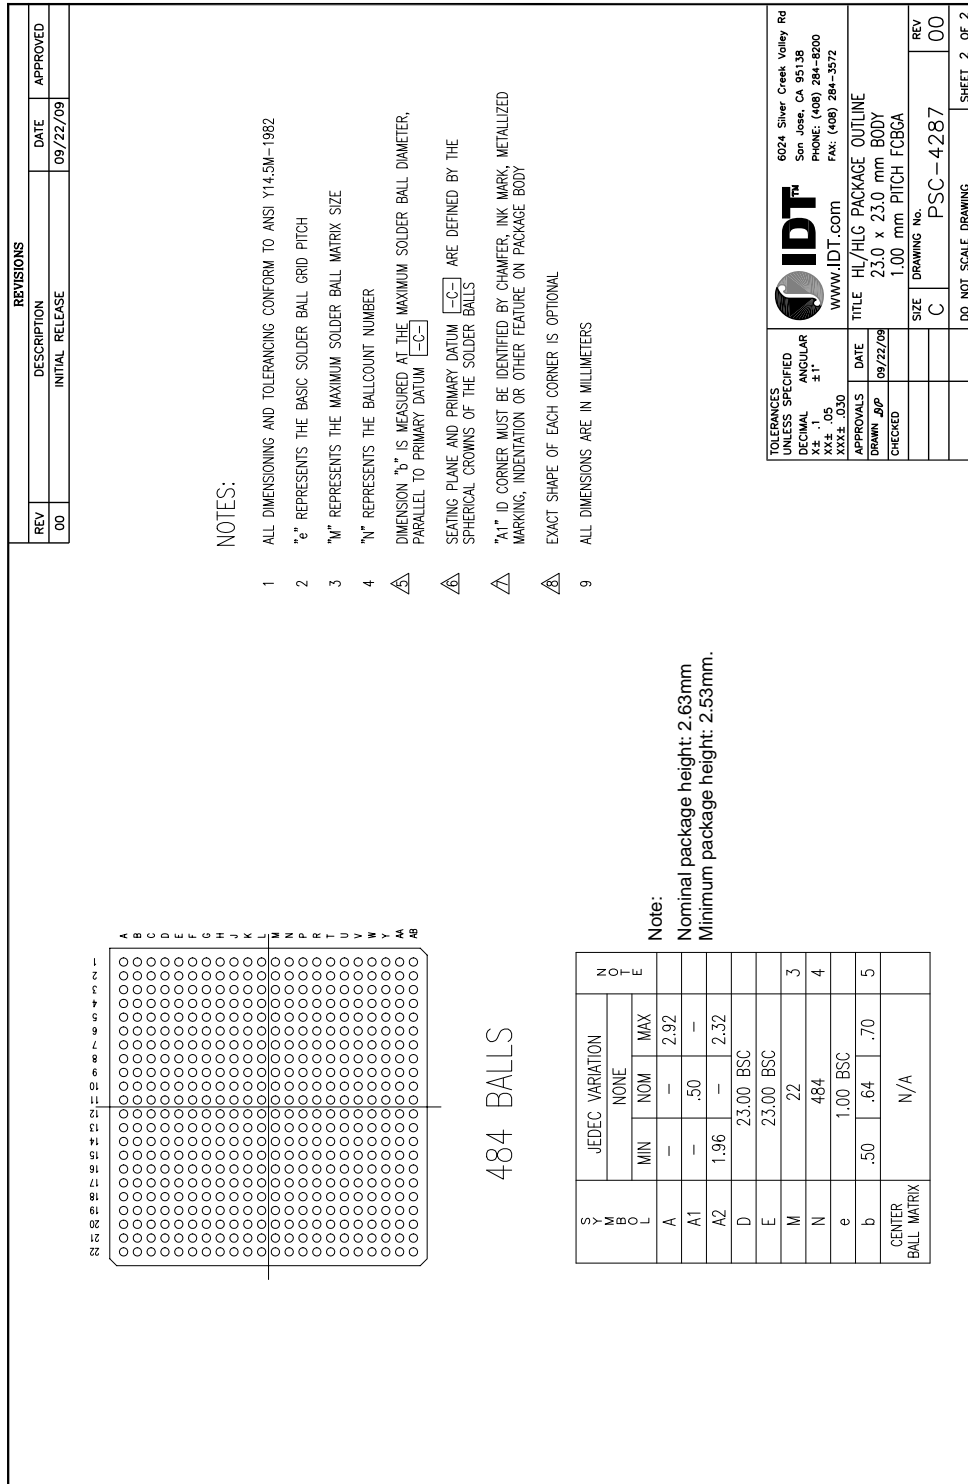 REVISIONS
REV DESCRIPTION DATE APPROVED
00 INITIAL RELEASE 09/22/09
22 21 20 19 18 17 16 15 14 13 12 11 10 9 8 7 6 5 4 3 2 1
A
B
C
D
E
F
G
H
J
K
L
M
N
P
R
T
U
V
W
Y
AA
AB
484 BALLS
SYMBOL JEDEC VARIATION NOTE
NONE
MIN NOM MAX
A – – 2.92
A1 – .50 –
A2 1.96 – 2.32
D 23.00 BSC
E 23.00 BSC
M 22 3
N 484 4
e 1.00 BSC
b .50 .64 .70 5
CENTER
BALL MATRIX N/A
Note:
Nominal package height: 2.63mm
Minimum package height: 2.53mm.
NOTES:
1 ALL DIMENSIONING AND TOLERANCING CONFORM TO ANSI Y14.5M–1982
2 "e" REPRESENTS THE BASIC SOLDER BALL GRID PITCH
3 "M" REPRESENTS THE MAXIMUM SOLDER BALL MATRIX SIZE
4 "N" REPRESENTS THE BALLCOUNT NUMBER
5 DIMENSION "b" IS MEASURED AT THE MAXIMUM SOLDER BALL DIAMETER,
PARALLEL TO PRIMARY DATUM -C-
6 SEATING PLANE AND PRIMARY DATUM -C- ARE DEFINED BY THE
SPHERICAL CROWNS OF THE SOLDER BALLS
7 "A1" ID CORNER MUST BE IDENTIFIED BY CHAMFER, INK MARK, METALLIZED
MARKING, INDENTATION OR OTHER FEATURE ON PACKAGE BODY
8 EXACT SHAPE OF EACH CORNER IS OPTIONAL
9 ALL DIMENSIONS ARE IN MILLIMETERS
TOLERANCES
UNLESS SPECIFIED
DECIMAL ANGULAR
X± .1 ±1°
XX± .05
XXX± .030
APPROVALS DATE
DRAWN 09/22/09
CHECKED
IDT™
www.IDT.com
6024 Silver Creek Valley Rd
San Jose, CA 95138
PHONE: (408) 284–8200
FAX: (408) 284–3572
TITLE HL/HLG PACKAGE OUTLINE
23.0 x 23.0 mm BODY
1.00 mm PITCH FCBGA
SIZE DRAWING No. REV
C PSC–4287 00
DO NOT SCALE DRAWING SHEET 2 OF 2